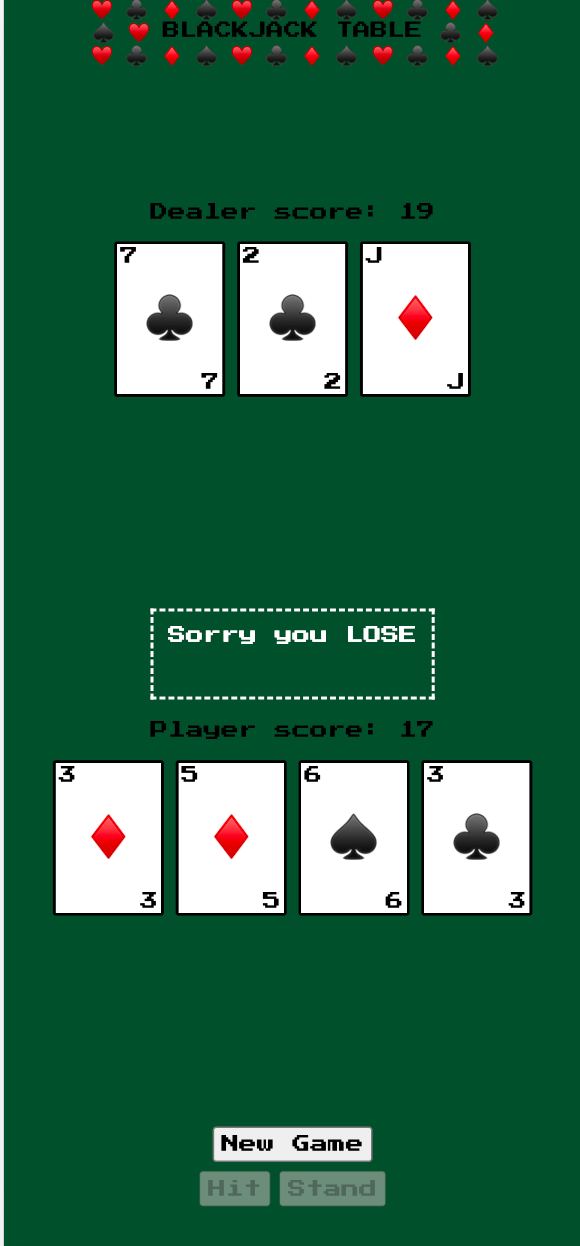 BLACKJACK TABLE
Dealer score: 19
7 2 J
7 2 J
Sorry you LOSE
Player score: 17
3 5 6 3
3 5 6 3
New Game
Hit Stand